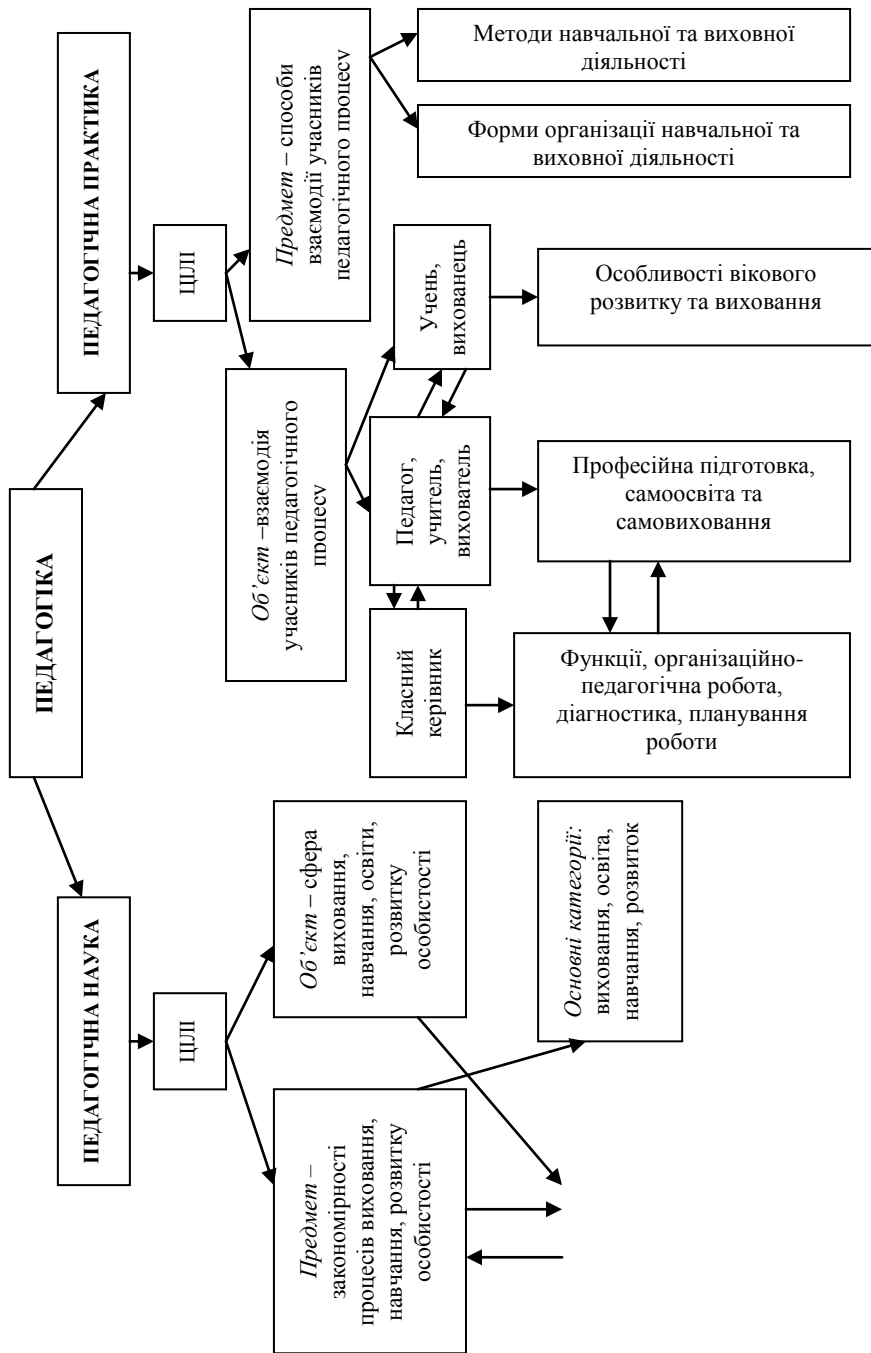 ПЕДАГОГІКА
ПЕДАГОГІЧНА НАУКА
ПЕДАГОГІЧНА ПРАКТИКА
ЦІЛІ
ЦІЛІ
Предмет –
закономірності
процесів виховання,
навчання, розвитку
особистості
Об’єкт – сфера
виховання,
навчання, освіти,
розвитку
особистості
Об’єкт –взаємодія
учасників педагогічного
процесу
Предмет – способи
взаємодії учасників
педагогічного процесу
Основні категорії:
виховання, освіта,
навчання, розвиток
Класний
керівник
Педагог,
учитель,
вихователь
Учень,
вихованець
Методи навчальної та виховної
діяльності
Форми організації навчальної та
виховної діяльності
Особливості вікового
розвитку та виховання
Професійна підготовка,
самоосвіта та
самовиховання
Функції, організаційно-
педагогічна робота,
діагностика, планування
роботи